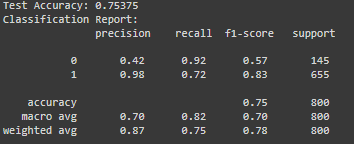 Test Accuracy: 0.75375
Classification Report:
precision recall f1-score support
0 0.42 0.92 0.57 145
1 0.98 0.72 0.83 655
accuracy 0.75 800
macro avg 0.70 0.82 0.70 800
weighted avg 0.87 0.75 0.78 800